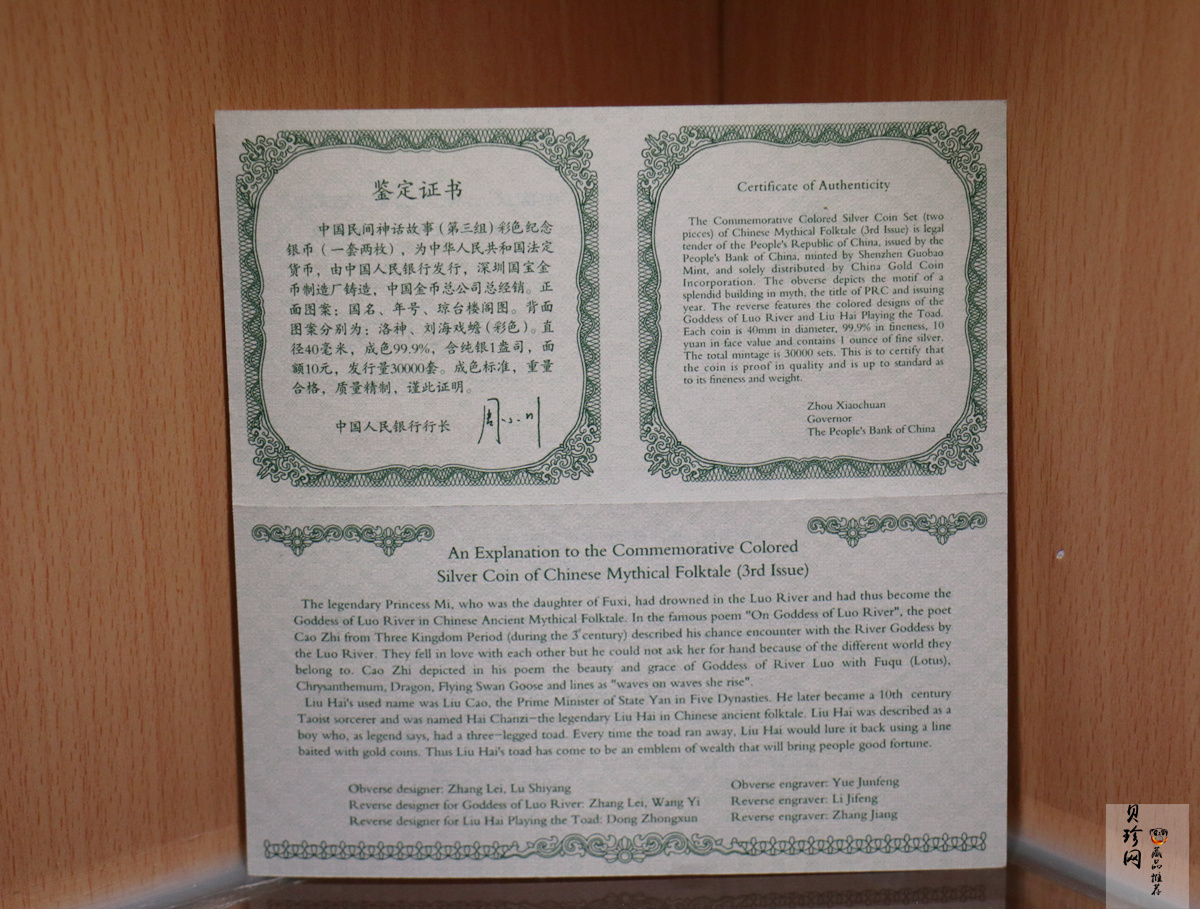 鉴定证书
中国民间神话故事(第三组)彩色纪念
银币(一套两枚),为中华人民共和国法定
货币,由中国人民银行发行,深圳国宝金
币制造厂铸造,中国金币总公司总经销。正
面图案:国名、年号、琼台楼阁图。背面
图案分别为:洛神、刘海戏蟾(彩色)。直
径40毫米,成色99.9%,含纯银1盎司,面
额10元,发行量30000套。成色标准,重量
合格,质量精制,谨此证明。
中国人民银行行长 周小川
Certificate of Authenticity
The Commemorative Colored Silver Coin Set (two
pieces) of Chinese Mythical Folktale (3rd Issue) is legal
tender of the People's Republic of China, issued by the
People's Bank of China, minted by Shenzhen Guobao
Mint, and solely distributed by China Gold Coin
Incorporation. The obverse depicts the motif of a
splendid building in myth, the title of PRC and issuing
year. The reverse features the colored designs of the
Goddess of Luo River and Liu Hai Playing the Toad.
Each coin is 40mm in diameter, 99.9% in fineness, 10
yuan in face value and contains 1 ounce of fine silver.
The total mintage is 30000 sets. This is to certify that
the coin is proof in quality and is up to standard as
to its fineness and weight.
Zhou Xiaochuan
Governor
The People's Bank of China
An Explanation to the Commemorative Colored
Silver Coin of Chinese Mythical Folktale (3rd Issue)
The legendary Princess Mi, who was the daughter of Fuxi, had drowned in the Luo River and had thus become the
Goddess of Luo River in Chinese Ancient Mythical Folktale. In the famous poem "On Goddess of Luo River", the poet
Cao Zhi from Three Kingdom Period (during the 3rd century) described his chance encounter with the River Goddess by
the Luo River. They fell in love with each other but he could not ask her for hand because of the different world they
belong to. Cao Zhi depicted in his poem the beauty and grace of Goddess of River Luo with Fuqu (Lotus),
Chrysanthemum, Dragon, Flying Swan Goose and lines as "waves on waves she rise".
Liu Hai's used name was Liu Cao, the Prime Minister of State Yan in Five Dynasties. He later became a 10th century
Taoist sorcerer and was named Hai Chanzi-the legendary Liu Hai in Chinese ancient folktale. Liu Hai was described as a
boy who, as legend says, had a three-legged toad. Every time the toad ran away, Liu Hai would lure it back using a line
baited with gold coins. Thus Liu Hai's toad has come to be an emblem of wealth that will bring people good fortune.
Obverse designer: Zhang Lei, Lu Shiyang
Reverse designer for Goddess of Luo River: Zhang Lei, Wang Yi
Reverse designer for Liu Hai Playing the Toad: Dong Zhongxun
Obverse engraver: Yue Junfeng
Reverse engraver: Li Jifeng
Reverse engraver: Zhang Jiang
贝珍网
藏品推荐